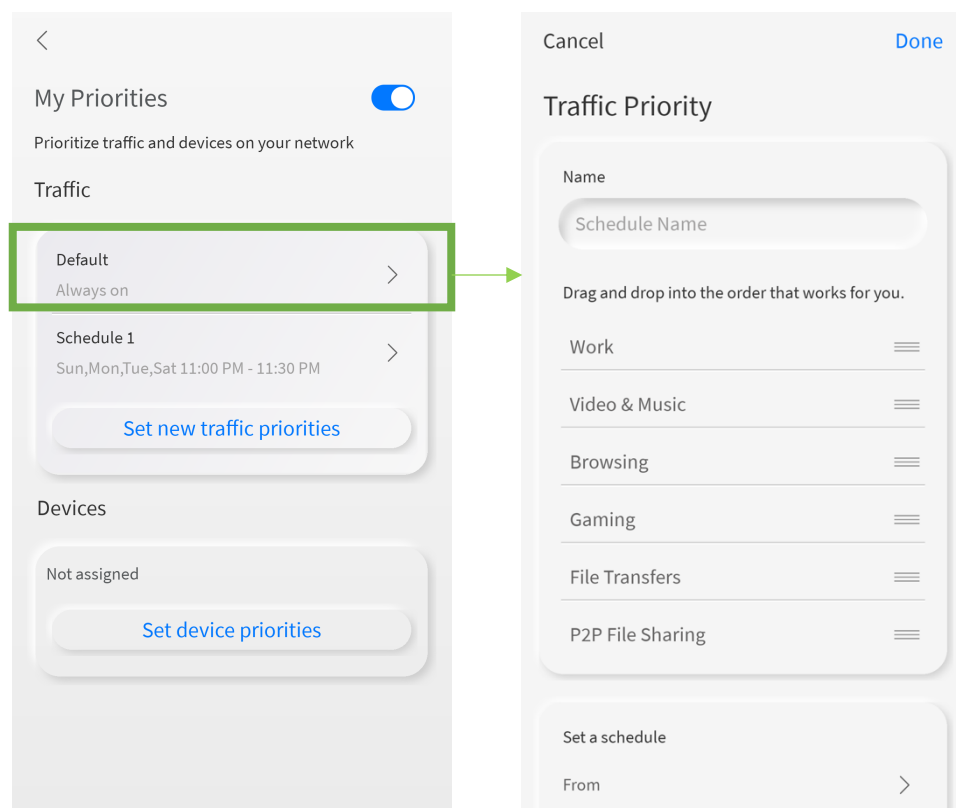 My Priorities
Prioritize traffic and devices on your network
Traffic
Default
Always on
Schedule 1
Sun,Mon,Tue,Sat 11:00 PM - 11:30 PM
Set new traffic priorities
Devices
Not assigned
Set device priorities
Cancel
Done
Traffic Priority
Name
Schedule Name
Drag and drop into the order that works for you.
Work
Video & Music
Browsing
Gaming
File Transfers
P2P File Sharing
Set a schedule
From